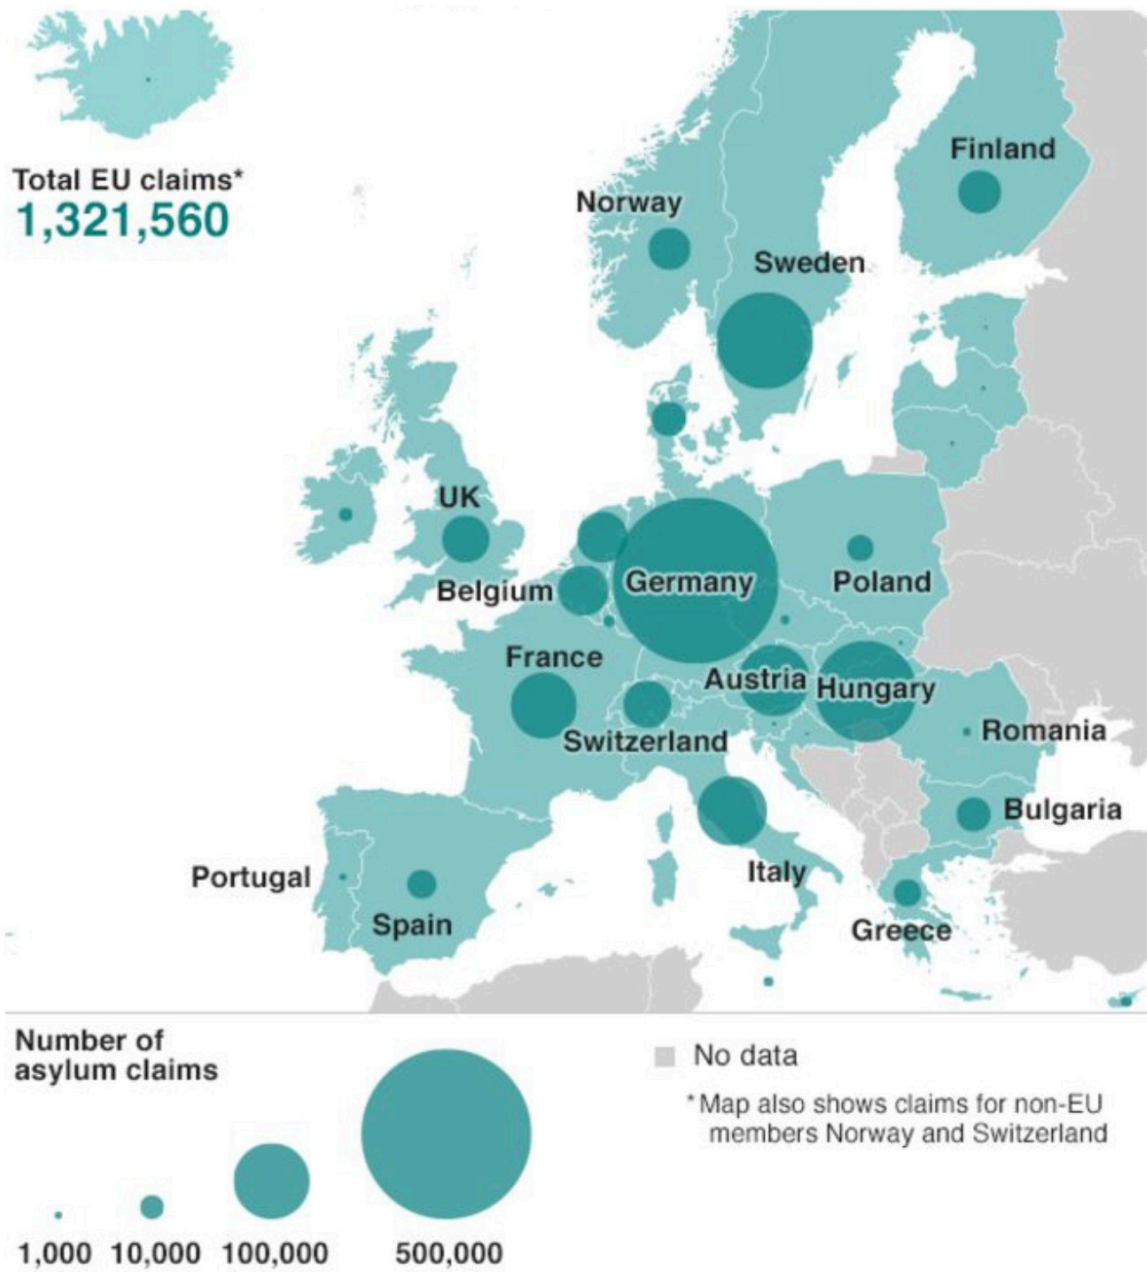 Total EU claims*
1,321,560
Finland
Norway
Sweden
UK
Belgium
Germany
Poland
France
Austria
Hungary
Switzerland
Romania
Bulgaria
Portugal
Italy
Spain
Greece
Number of
asylum claims
No data
*Map also shows claims for non-EU
members Norway and Switzerland
1,000 10,000 100,000 500,000